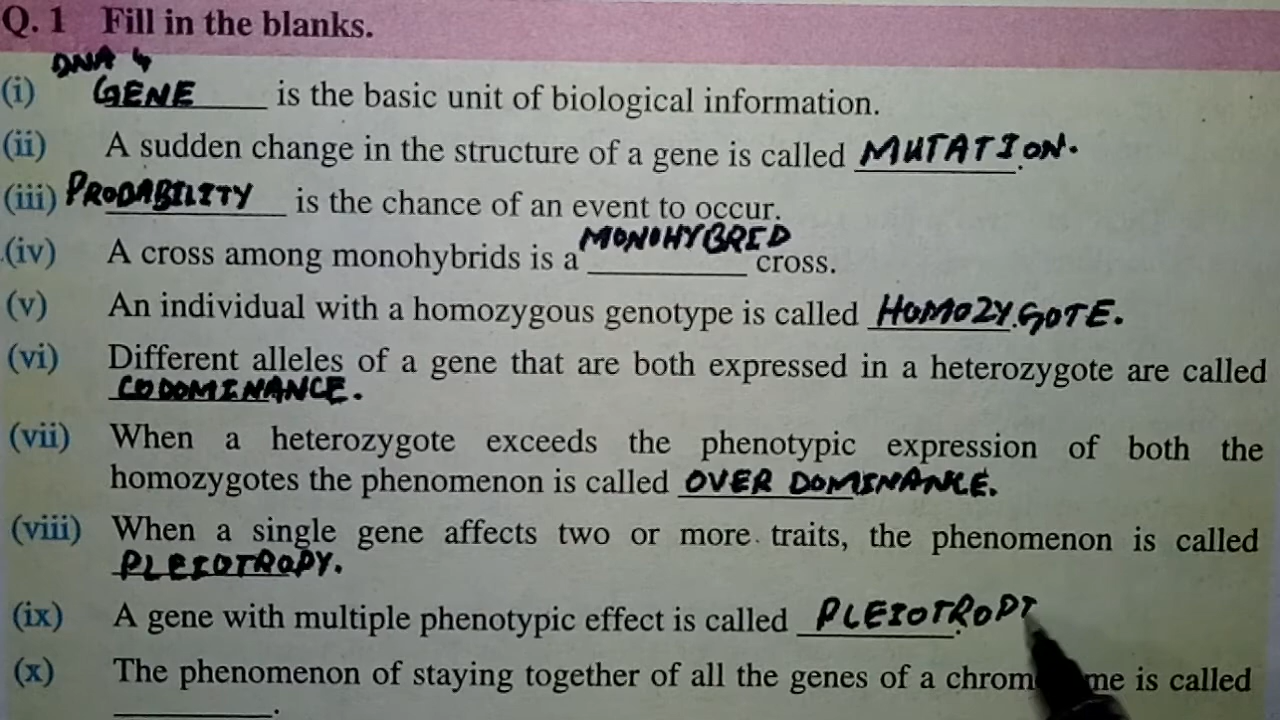 Q. 1 Fill in the blanks.
DNA ↳
(i) GENE is the basic unit of biological information.
(ii) A sudden change in the structure of a gene is called MUTATION.
(iii) PROBABILITY is the chance of an event to occur.
MONOHYBRED
(iv) A cross among monohybrids is a ________ cross.
(v) An individual with a homozygous genotype is called HOMOZYGOTE.
(vi) Different alleles of a gene that are both expressed in a heterozygote are called
CODOMINANCE.
(vii) When a heterozygote exceeds the phenotypic expression of both the
homozygotes the phenomenon is called OVER DOMINANCE.
(viii) When a single gene affects two or more traits, the phenomenon is called
PLEIOTROPY.
(ix) A gene with multiple phenotypic effect is called PLEIOTROPI
(x) The phenomenon of staying together of all the genes of a is called
________.